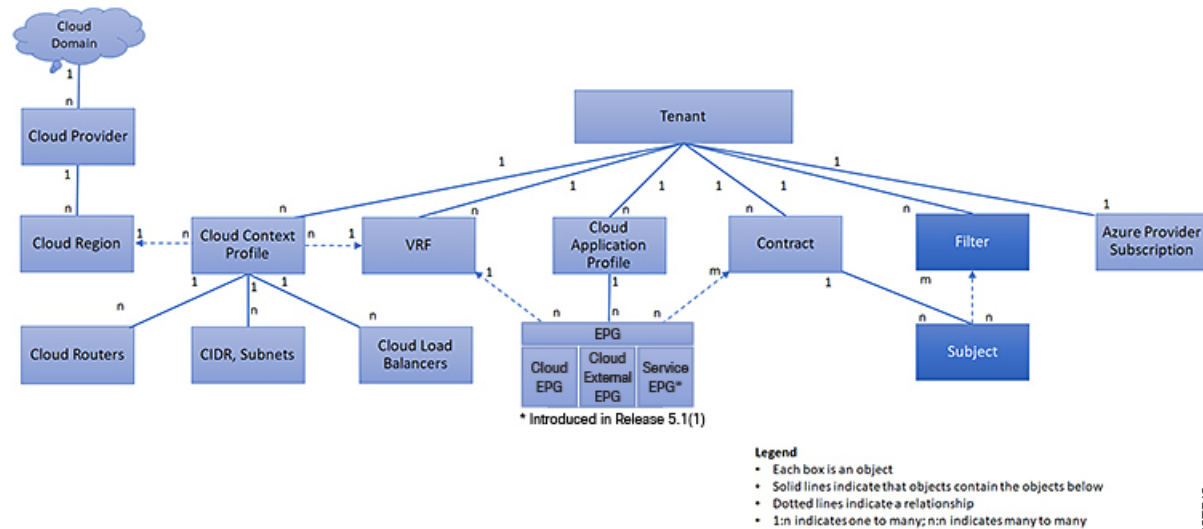 Cloud
Domain
1
n
Cloud Provider
1
n
Cloud Region
Tenant
1
1
1
1
1
1
n
n
n
n
n
1
1
n
Cloud Context
Profile
n
1
VRF
Cloud
Application
Profile
Contract
Filter
Azure Provider
Subscription
1
1
1
n
n
n
Cloud Routers
CIDR, Subnets
Cloud Load
Balancers
1
n
1
n
m
n
EPG
Cloud
EPG
Cloud
External
EPG
Service
EPG*
* Introduced in Release 5.1(1)
1
n
m
n
Subject
Legend
• Each box is an object
• Solid lines indicate that objects contain the objects below
• Dotted lines indicate a relationship
• 1:n indicates one to many; n:n indicates many to many